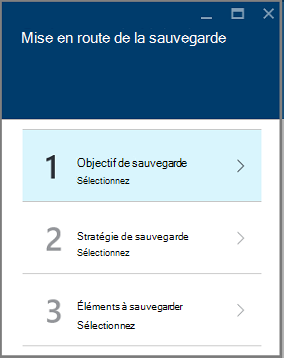 Mise en route de la sauvegarde
1
Objectif de sauvegarde
Sélectionnez
2
Stratégie de sauvegarde
Sélectionnez
3
Éléments à sauvegarder
Sélectionnez